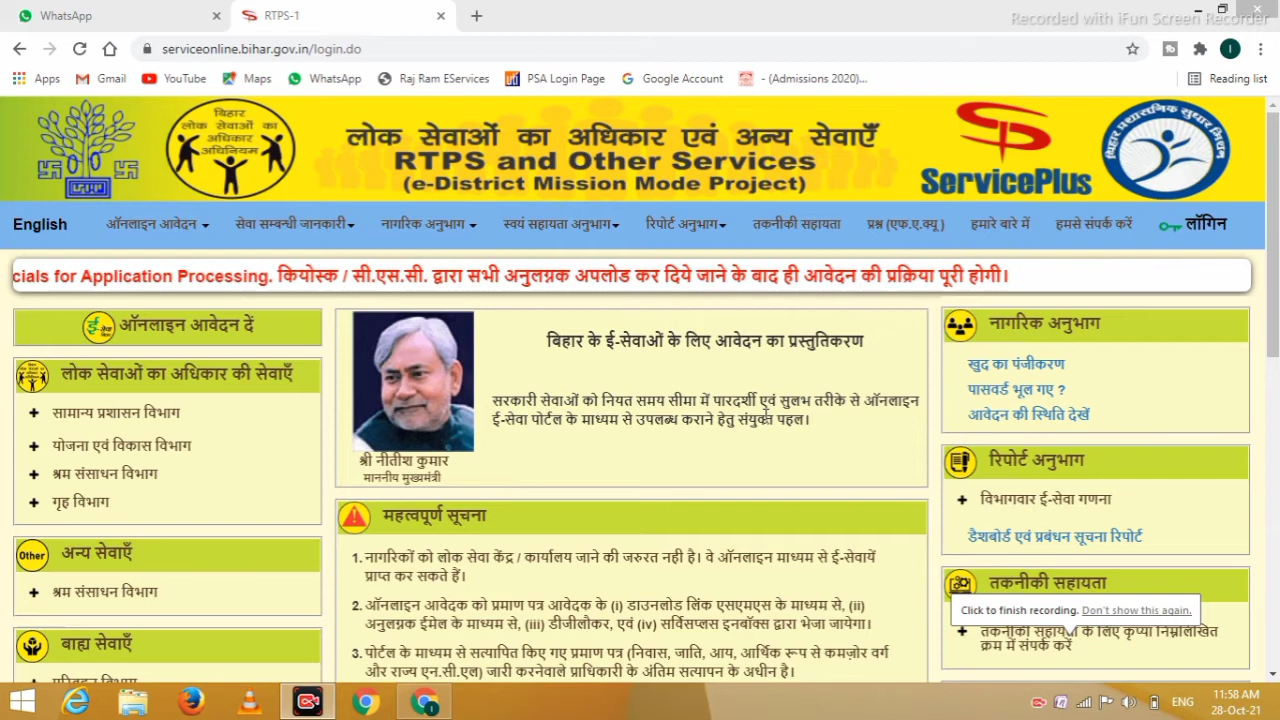 WhatsApp
RTPS-1
Recorded with iFun Screen Recorder
serviceonline.bihar.gov.in/login.do
I
Apps Gmail YouTube Maps WhatsApp Raj Ram EServices PSA Login Page Google Account - (Admissions 2020)... Reading list
बिहार
लोक सेवाओं का
अधिकार
अधिनियम
लोक सेवाओं का अधिकार एवं अन्य सेवाएँ
RTPS and Other Services
(e-District Mission Mode Project)
ServicePlus
बिहार प्रशासनिक सुधार मिशन
English ऑनलाइन आवेदन सेवा सम्बन्धी जानकारी नागरिक अनुभाग स्वयं सहायता अनुभाग रिपोर्ट अनुभाग तकनीकी सहायता प्रश्न (एफ.ए.क्यू) हमारे बारे में हमसे संपर्क करें लॉगिन
cials for Application Processing. कियोस्क / सी.एस.सी. द्वारा सभी अनुलग्नक अपलोड कर दिये जाने के बाद ही आवेदन की प्रक्रिया पूरी होगी।
ऑनलाइन आवेदन दें
लोक सेवाओं का अधिकार की सेवाएँ
+ सामान्य प्रशासन विभाग
+ योजना एवं विकास विभाग
+ श्रम संसाधन विभाग
+ गृह विभाग
Other अन्य सेवाएँ
+ श्रम संसाधन विभाग
बाह्य सेवाएँ
बिहार के ई-सेवाओं के लिए आवेदन का प्रस्तुतिकरण
सरकारी सेवाओं को नियत समय सीमा में पारदर्शी एवं सुलभ तरीके से ऑनलाइन
ई-सेवा पोर्टल के माध्यम से उपलब्ध कराने हेतु संयुक्त पहल।
श्री नीतीश कुमार
माननीय मुख्यमंत्री
महत्वपूर्ण सूचना
1. नागरिकों को लोक सेवा केंद्र / कार्यालय जाने की जरुरत नही है। वे ऑनलाइन माध्यम से ई-सेवायें
प्राप्त कर सकते हैं।
2. ऑनलाइन आवेदक को प्रमाण पत्र आवेदक के (i) डाउनलोड लिंक एसएमएस के माध्यम से, (ii)
अनुलग्नक ईमेल के माध्यम से, (iii) डीजीलौकर, एवं (iv) सर्विसप्लस इनबॉक्स द्वारा भेजा जायेगा।
3. पोर्टल के माध्यम से सत्यापित किए गए प्रमाण पत्र (निवास, जाति, आय, आर्थिक रूप से कमज़ोर वर्ग
और राज्य एन.सी.एल) जारी करनेवाले प्राधिकारी के अंतिम सत्यापन के अधीन है।
नागरिक अनुभाग
खुद का पंजीकरण
पासवर्ड भूल गए ?
आवेदन की स्थिति देखें
रिपोर्ट अनुभाग
+ विभागवार ई-सेवा गणना
डैशबोर्ड एवं प्रबंधन सूचना रिपोर्ट
तकनीकी सहायता
Click to finish recording. Don't show this again.
+ तकनीकी सहायता के लिए कृप्या निम्नलिखित
क्रम में संपर्क करें
ENG
11:58 AM
28-Oct-21